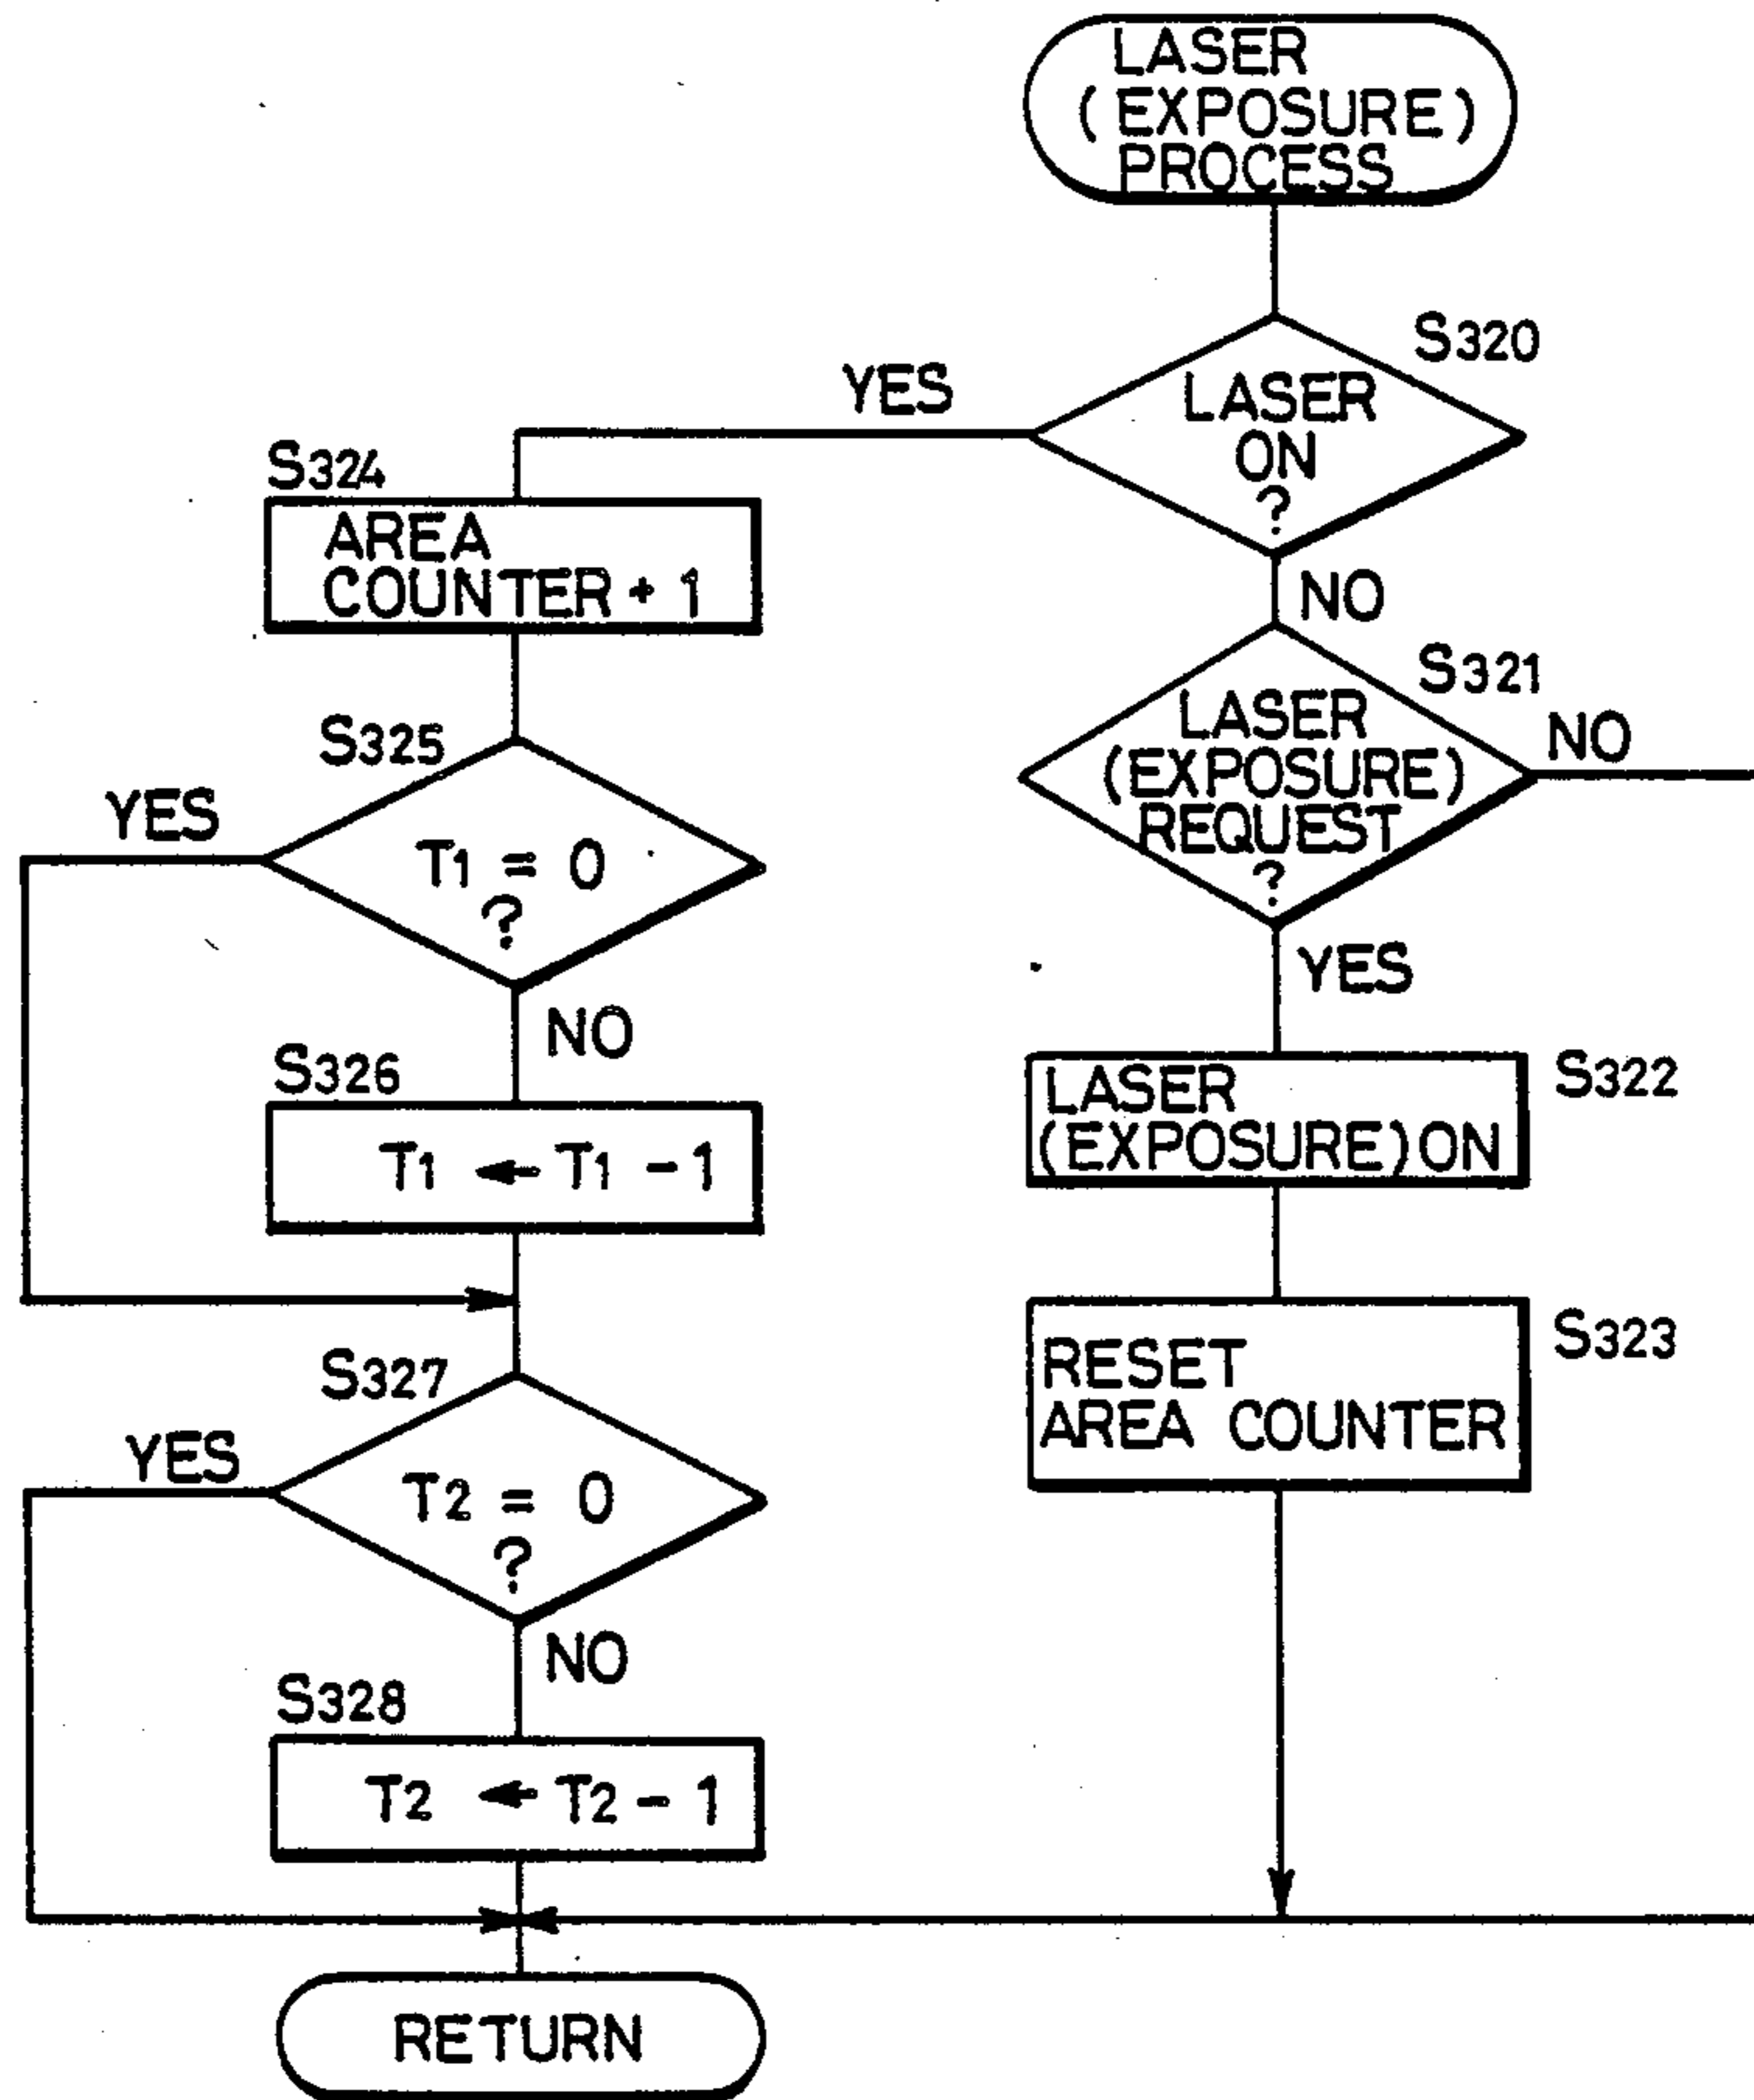 LASER
(EXPOSURE)
PROCESS
S320
YES
LASER
ON
?
NO
S321
LASER
(EXPOSURE)
REQUEST
?
NO
YES
LASER
(EXPOSURE) ON
S322
RESET
AREA COUNTER
S323
S324
AREA
COUNTER + 1
S325
YES
T1 = 0
?
NO
S326
T1 ← T1 - 1
S327
YES
T2 = 0
?
NO
S328
T2 ← T2 - 1
RETURN